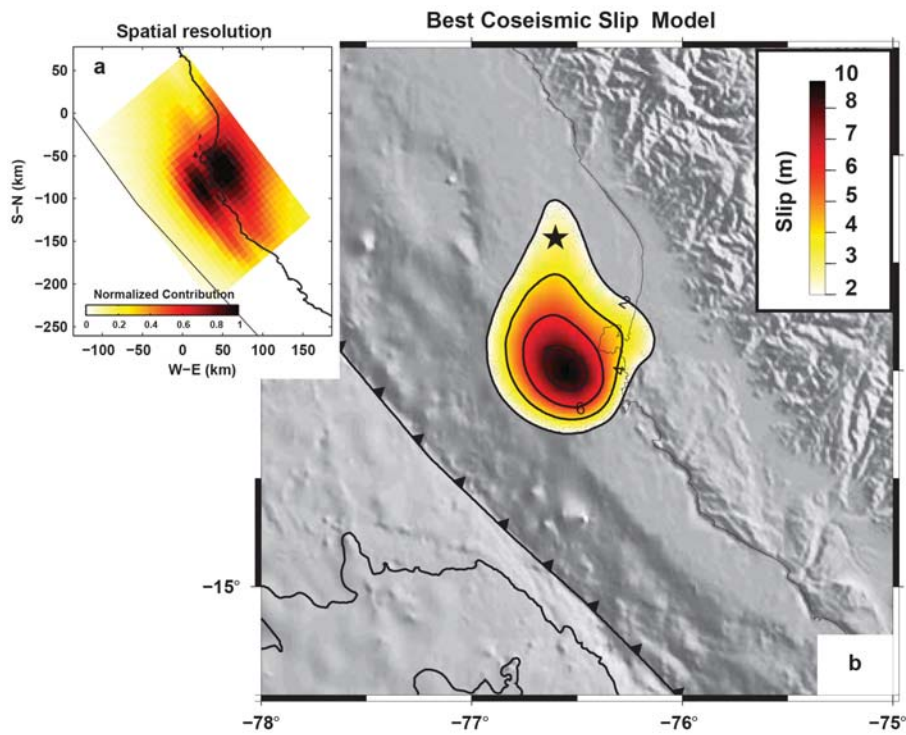 Best Coseismic Slip Model
Spatial resolution
a
50
0
−50
−100
−150
−200
−250
S−N (km)
Normalized Contribution
0 0.2 0.4 0.6 0.8 1
−100 −50 0 50 100 150
W−E (km)
Slip (m)
10
8
7
6
4
3
2
2
4
6
−15°
b
−78° −77° −76° −75°